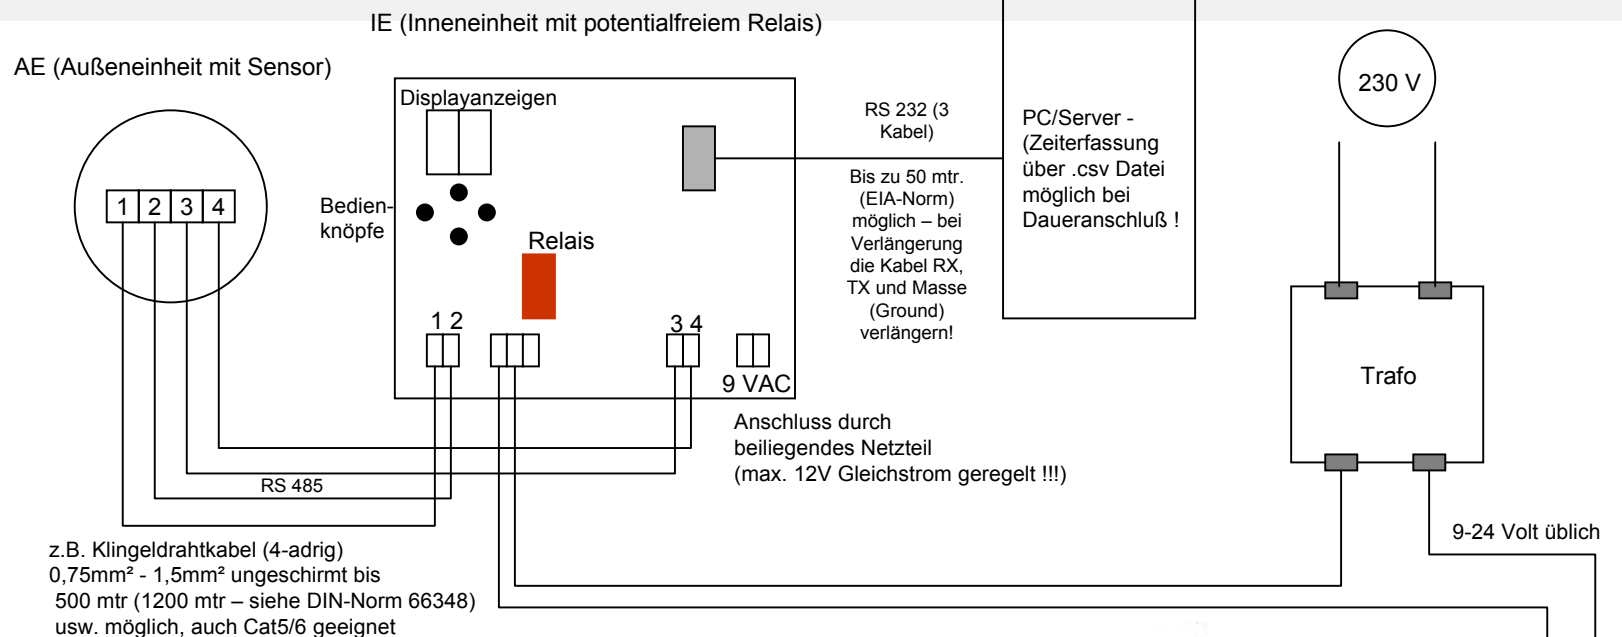 IE (Inneneinheit mit potentialfreiem Relais)
AE (Außeneinheit mit Sensor)
1 2 3 4
Displayanzeigen
Bedien-
knöpfe
Relais
1 2
3 4
9 VAC
RS 232 (3
Kabel)
Bis zu 50 mtr.
(EIA-Norm)
möglich – bei
Verlängerung
die Kabel RX,
TX und Masse
(Ground)
verlängern!
PC/Server -
(Zeiterfassung
über .csv Datei
möglich bei
Daueranschluß !
230 V
Trafo
Anschluss durch
beiliegendes Netzteil
(max. 12V Gleichstrom geregelt !!!)
RS 485
9-24 Volt üblich
z.B. Klingeldrahtkabel (4-adrig)
0,75mm² - 1,5mm² ungeschirmt bis
500 mtr (1200 mtr – siehe DIN-Norm 66348)
usw. möglich, auch Cat5/6 geeignet